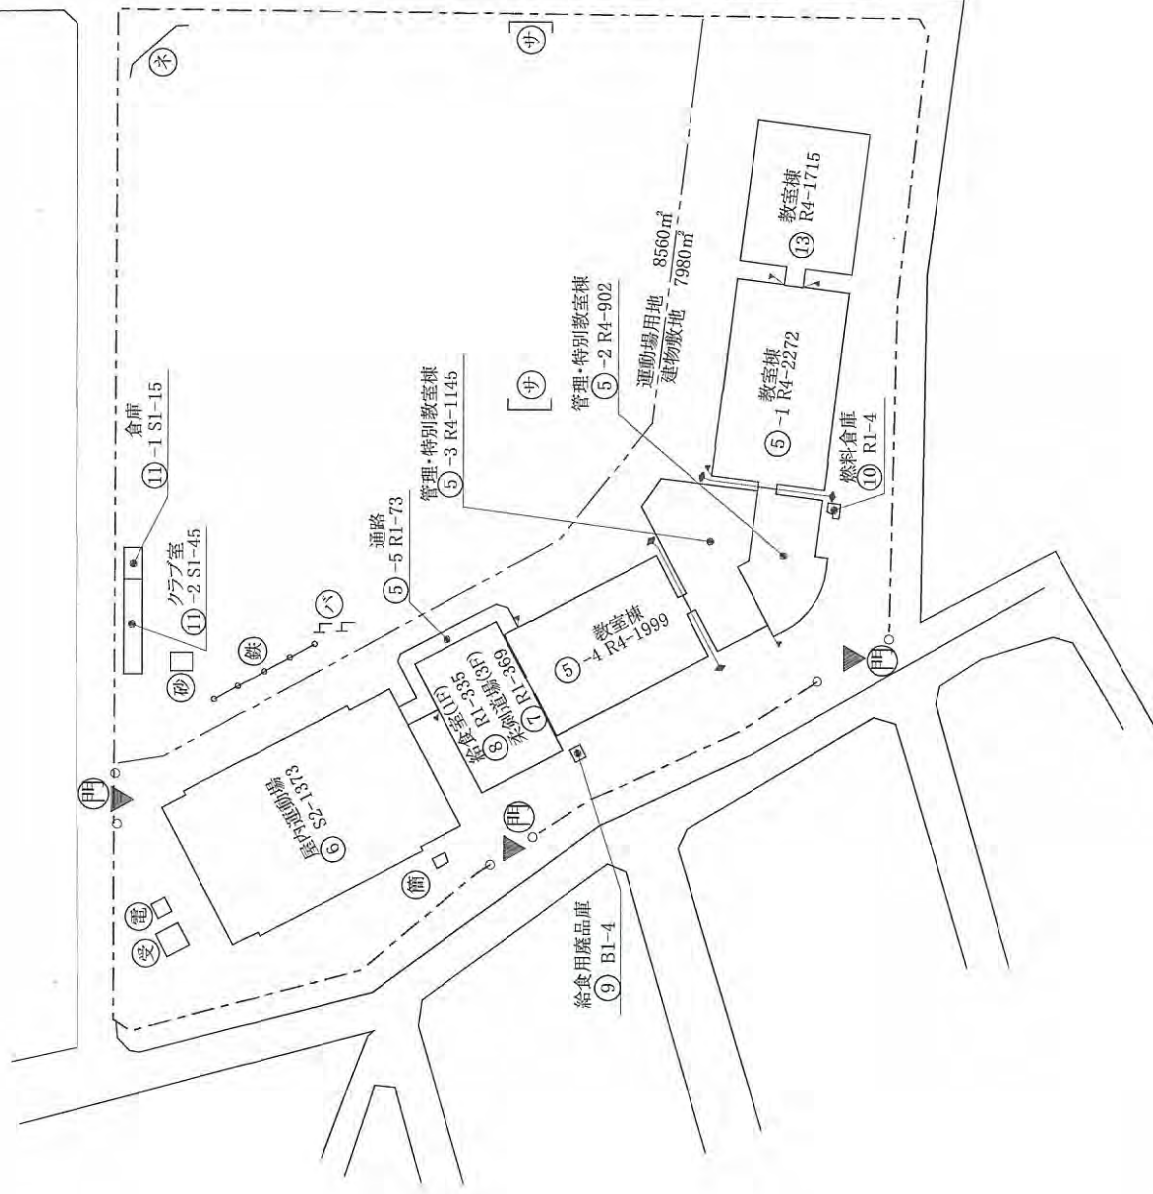 ネ
サ
倉庫
⑪-1 S1-15
クラブ室
⑪-2 S1-45
砂
鉄
バ
サ
運動場用地 8560㎡
建物敷地 7980㎡
教室棟
⑬ R4-1715
管理・特別教室棟
⑤-2 R4-902
管理・特別教室棟
⑤-3 R4-1145
教室棟
⑤-1 R4-2272
燃料倉庫
⑩ R1-4
通路
⑤-5 R1-73
教室棟
⑤-4 R4-1999
給食室(1F)
⑧ R1-335
柔剣道場(3F)
⑦ R1-369
屋内運動場
⑥ S2-1373
門
門
門
電
受
簡
給食用廃品庫
⑨ B1-4